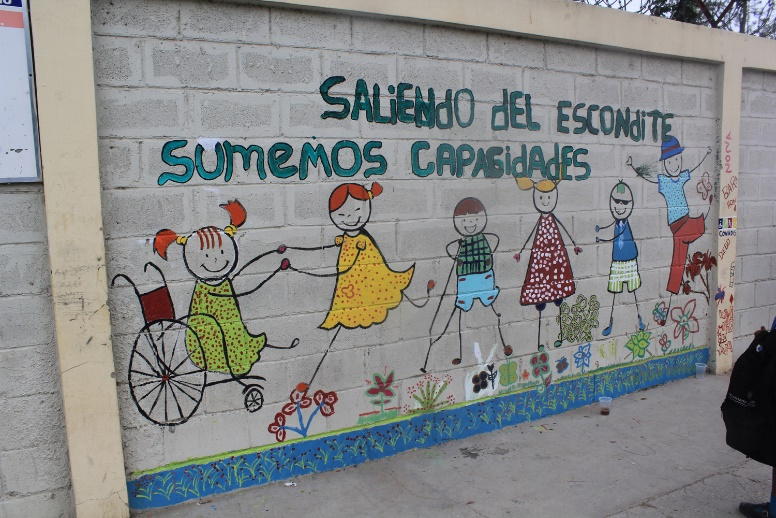 SALIENDO DEL ESCONDITE
SUMEMOS CAPACIDADES